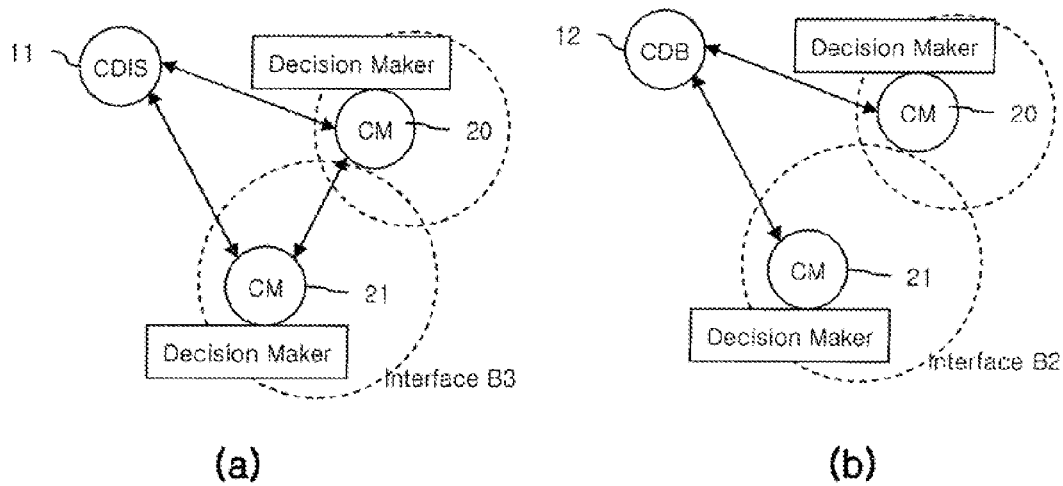 11
CDIS
Decision Maker
CM
20
CM
21
Decision Maker
Interface B3
(a)
12
CDB
Decision Maker
CM
20
CM
21
Decision Maker
Interface B2
(b)